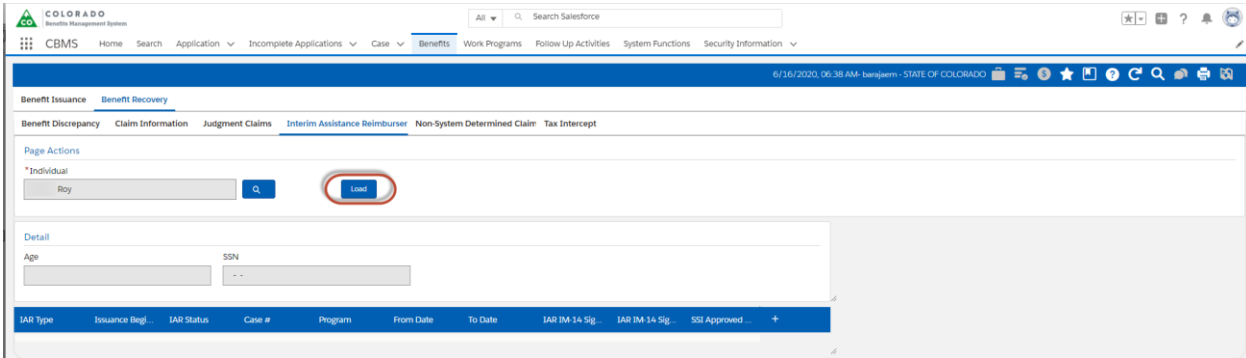 COLORADO
Benefits Management System
All
Search Salesforce
CBMS Home Search Application Incomplete Applications Case Benefits Work Programs Follow Up Activities System Functions Security Information
6/16/2020, 06:38 AM- barajaem - STATE OF COLORADO
Benefit Issuance Benefit Recovery
Benefit Discrepancy Claim Information Judgment Claims Interim Assistance Reimburser Non-System Determined Claim Tax Intercept
Page Actions
*Individual
Roy
Load
Detail
Age SSN
- -
IAR Type Issuance Begi... IAR Status Case # Program From Date To Date IAR IM-14 Sig... IAR IM-14 Sig... SSI Approved ... +